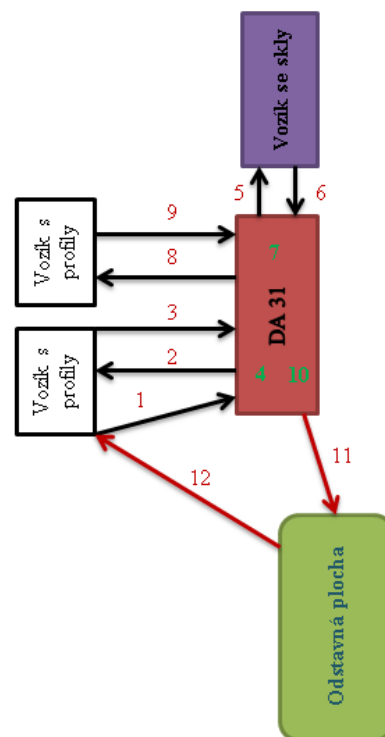 Vozík se skly
5
6
9
Vozík s
profily
8
7
DA 31
3
Vozík s
profily
2
4
10
1
11
12
Odstavná plocha